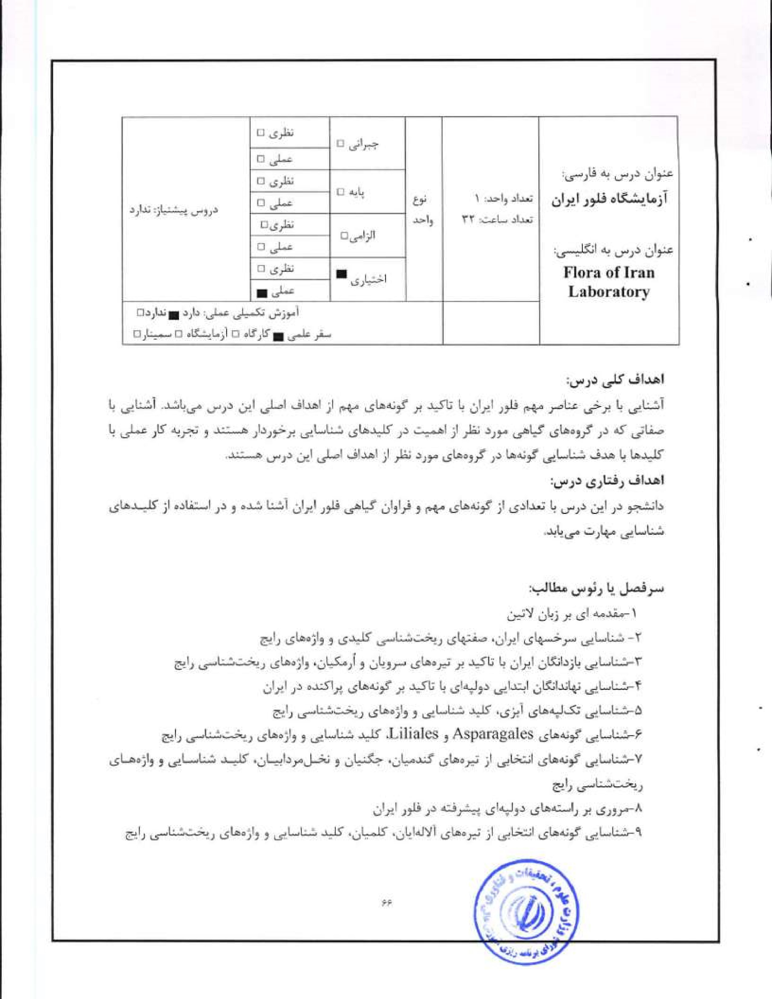 عنوان درس به فارسی:
آزمایشگاه فلور ایران
عنوان درس به انگلیسی:
Flora of Iran
Laboratory
تعداد واحد: ۱
تعداد ساعت: ۳۲
نوع
واحد
جبرانی □
نظری □
عملی □
پایه □
نظری □
عملی □
الزامی□
نظری□
عملی □
اختیاری ■
نظری □
عملی ■
دروس پیشنیاز: ندارد
آموزش تکمیلی عملی: دارد ■ ندارد□
سفر علمی ■ کارگاه □ آزمایشگاه □ سمینار□
اهداف کلی درس:
آشنایی با برخی عناصر مهم فلور ایران با تاکید بر گونه‌های مهم از اهداف اصلی این درس می‌باشد. آشنایی با
صفاتی که در گروه‌های گیاهی مورد نظر از اهمیت در کلیدهای شناسایی برخوردار هستند و تجربه کار عملی با
کلیدها با هدف شناسایی گونه‌ها در گروه‌های مورد نظر از اهداف اصلی این درس هستند.
اهداف رفتاری درس:
دانشجو در این درس با تعدادی از گونه‌های مهم و فراوان گیاهی فلور ایران آشنا شده و در استفاده از کلیـدهای
شناسایی مهارت می‌یابد.
سرفصل یا رئوس مطالب:
۱-مقدمه ای بر زبان لاتین
۲- شناسایی سرخسهای ایران، صفتهای ریخت‌شناسی کلیدی و واژه‌های رایج
۳-شناسایی بازدانگان ایران با تاکید بر تیره‌های سرویان و اُرمکیان، واژه‌های ریخت‌شناسی رایج
۴-شناسایی نهاندانگان ابتدایی دولپه‌ای با تاکید بر گونه‌های پراکنده در ایران
۵-شناسایی تک‌لپه‌های آبزی، کلید شناسایی و واژه‌های ریخت‌شناسی رایج
۶-شناسایی گونه‌های Asparagales و Liliales، کلید شناسایی و واژه‌های ریخت‌شناسی رایج
۷-شناسایی گونه‌های انتخابی از تیره‌های گندمیان، جگنیان و نخـل‌مردابیـان، کلیـد شناسـایی و واژه‌هـای
ریخت‌شناسی رایج
۸-مروری بر راسته‌های دولپه‌ای پیشرفته در فلور ایران
۹-شناسایی گونه‌های انتخابی از تیره‌های آلاله‌ایان، کلمیان، کلید شناسایی و واژه‌های ریخت‌شناسی رایج
وزارت علوم، تحقیقات و فناوری
شورای برنامه ریزی
۶۶